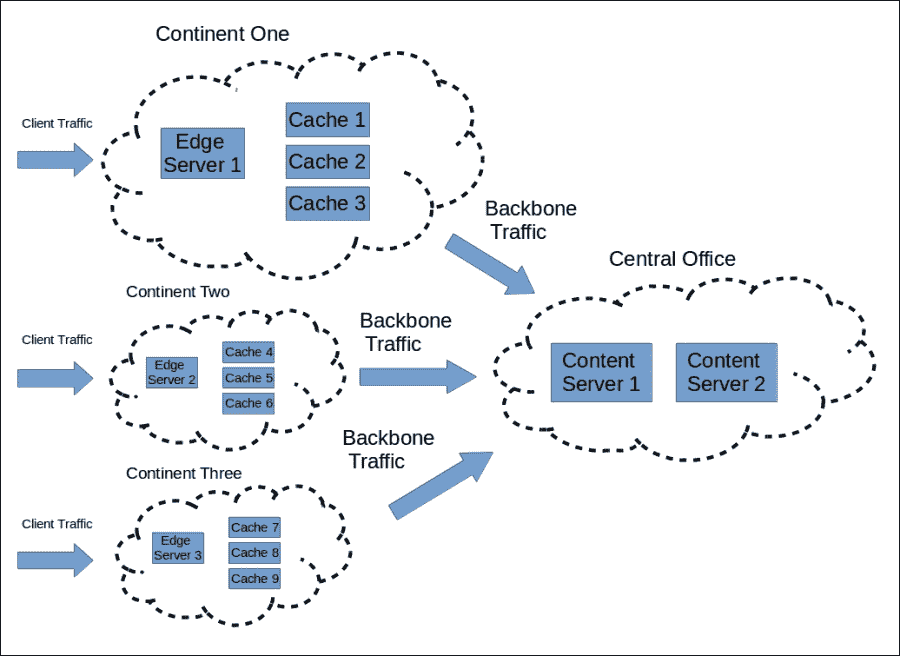 Continent One
Client Traffic
Edge
Server 1
Cache 1
Cache 2
Cache 3
Backbone
Traffic
Central Office
Content
Server 1
Content
Server 2
Continent Two
Client Traffic
Edge
Server 2
Cache 4
Cache 5
Cache 6
Backbone
Traffic
Continent Three
Client Traffic
Edge
Server 3
Cache 7
Cache 8
Cache 9
Backbone
Traffic